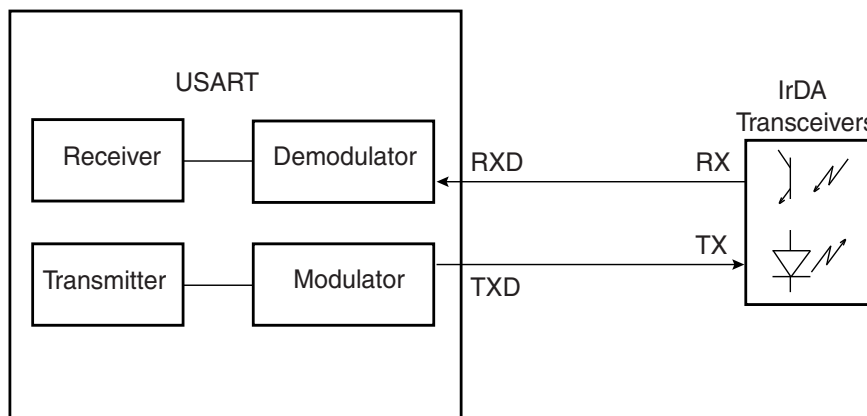 USART
IrDA
Transceivers
Receiver
Demodulator
RXD
RX
Transmitter
Modulator
TX
TXD